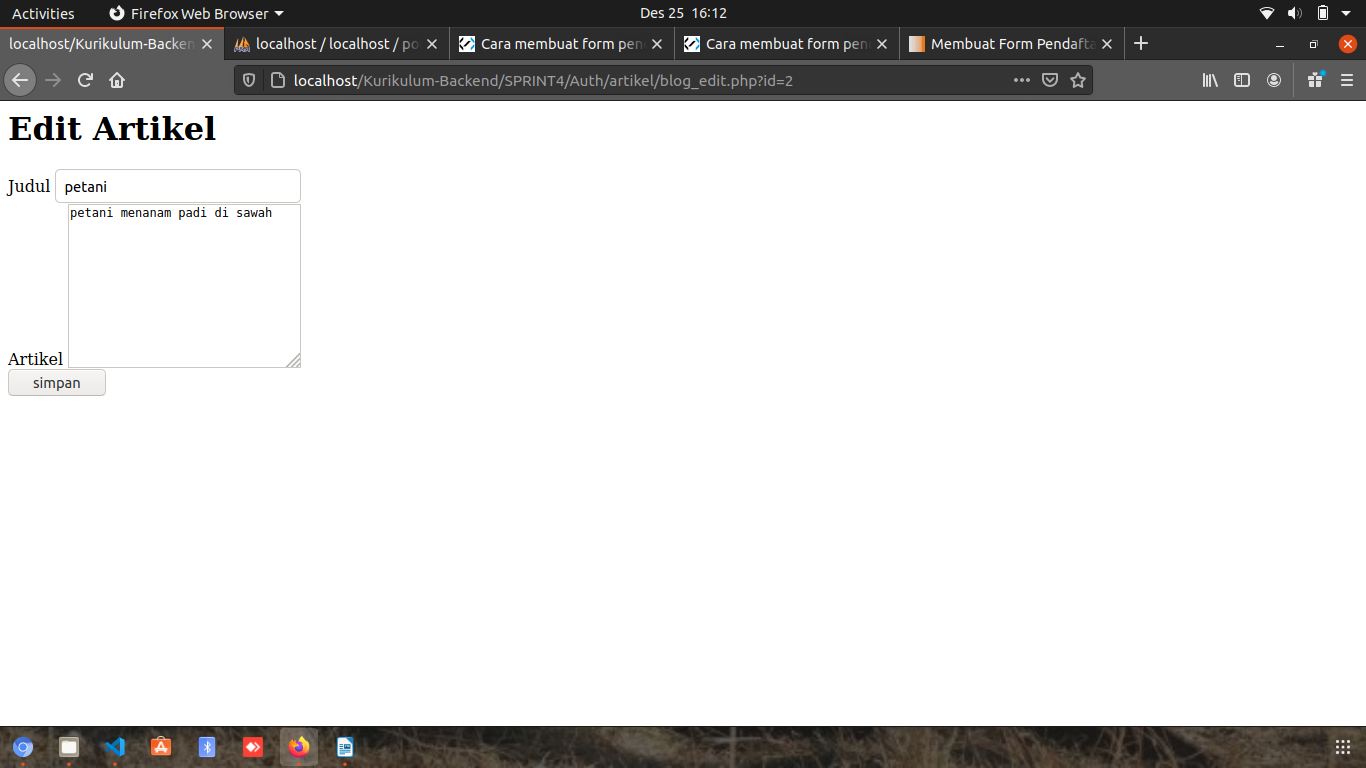 Activities Firefox Web Browser Des 25 16:12
localhost/Kurikulum-Backen localhost / localhost / po Cara membuat form pen Cara membuat form pen Membuat Form Pendafta
localhost/Kurikulum-Backend/SPRINT4/Auth/artikel/blog_edit.php?id=2
Edit Artikel
Judul petani
petani menanam padi di sawah
Artikel
simpan